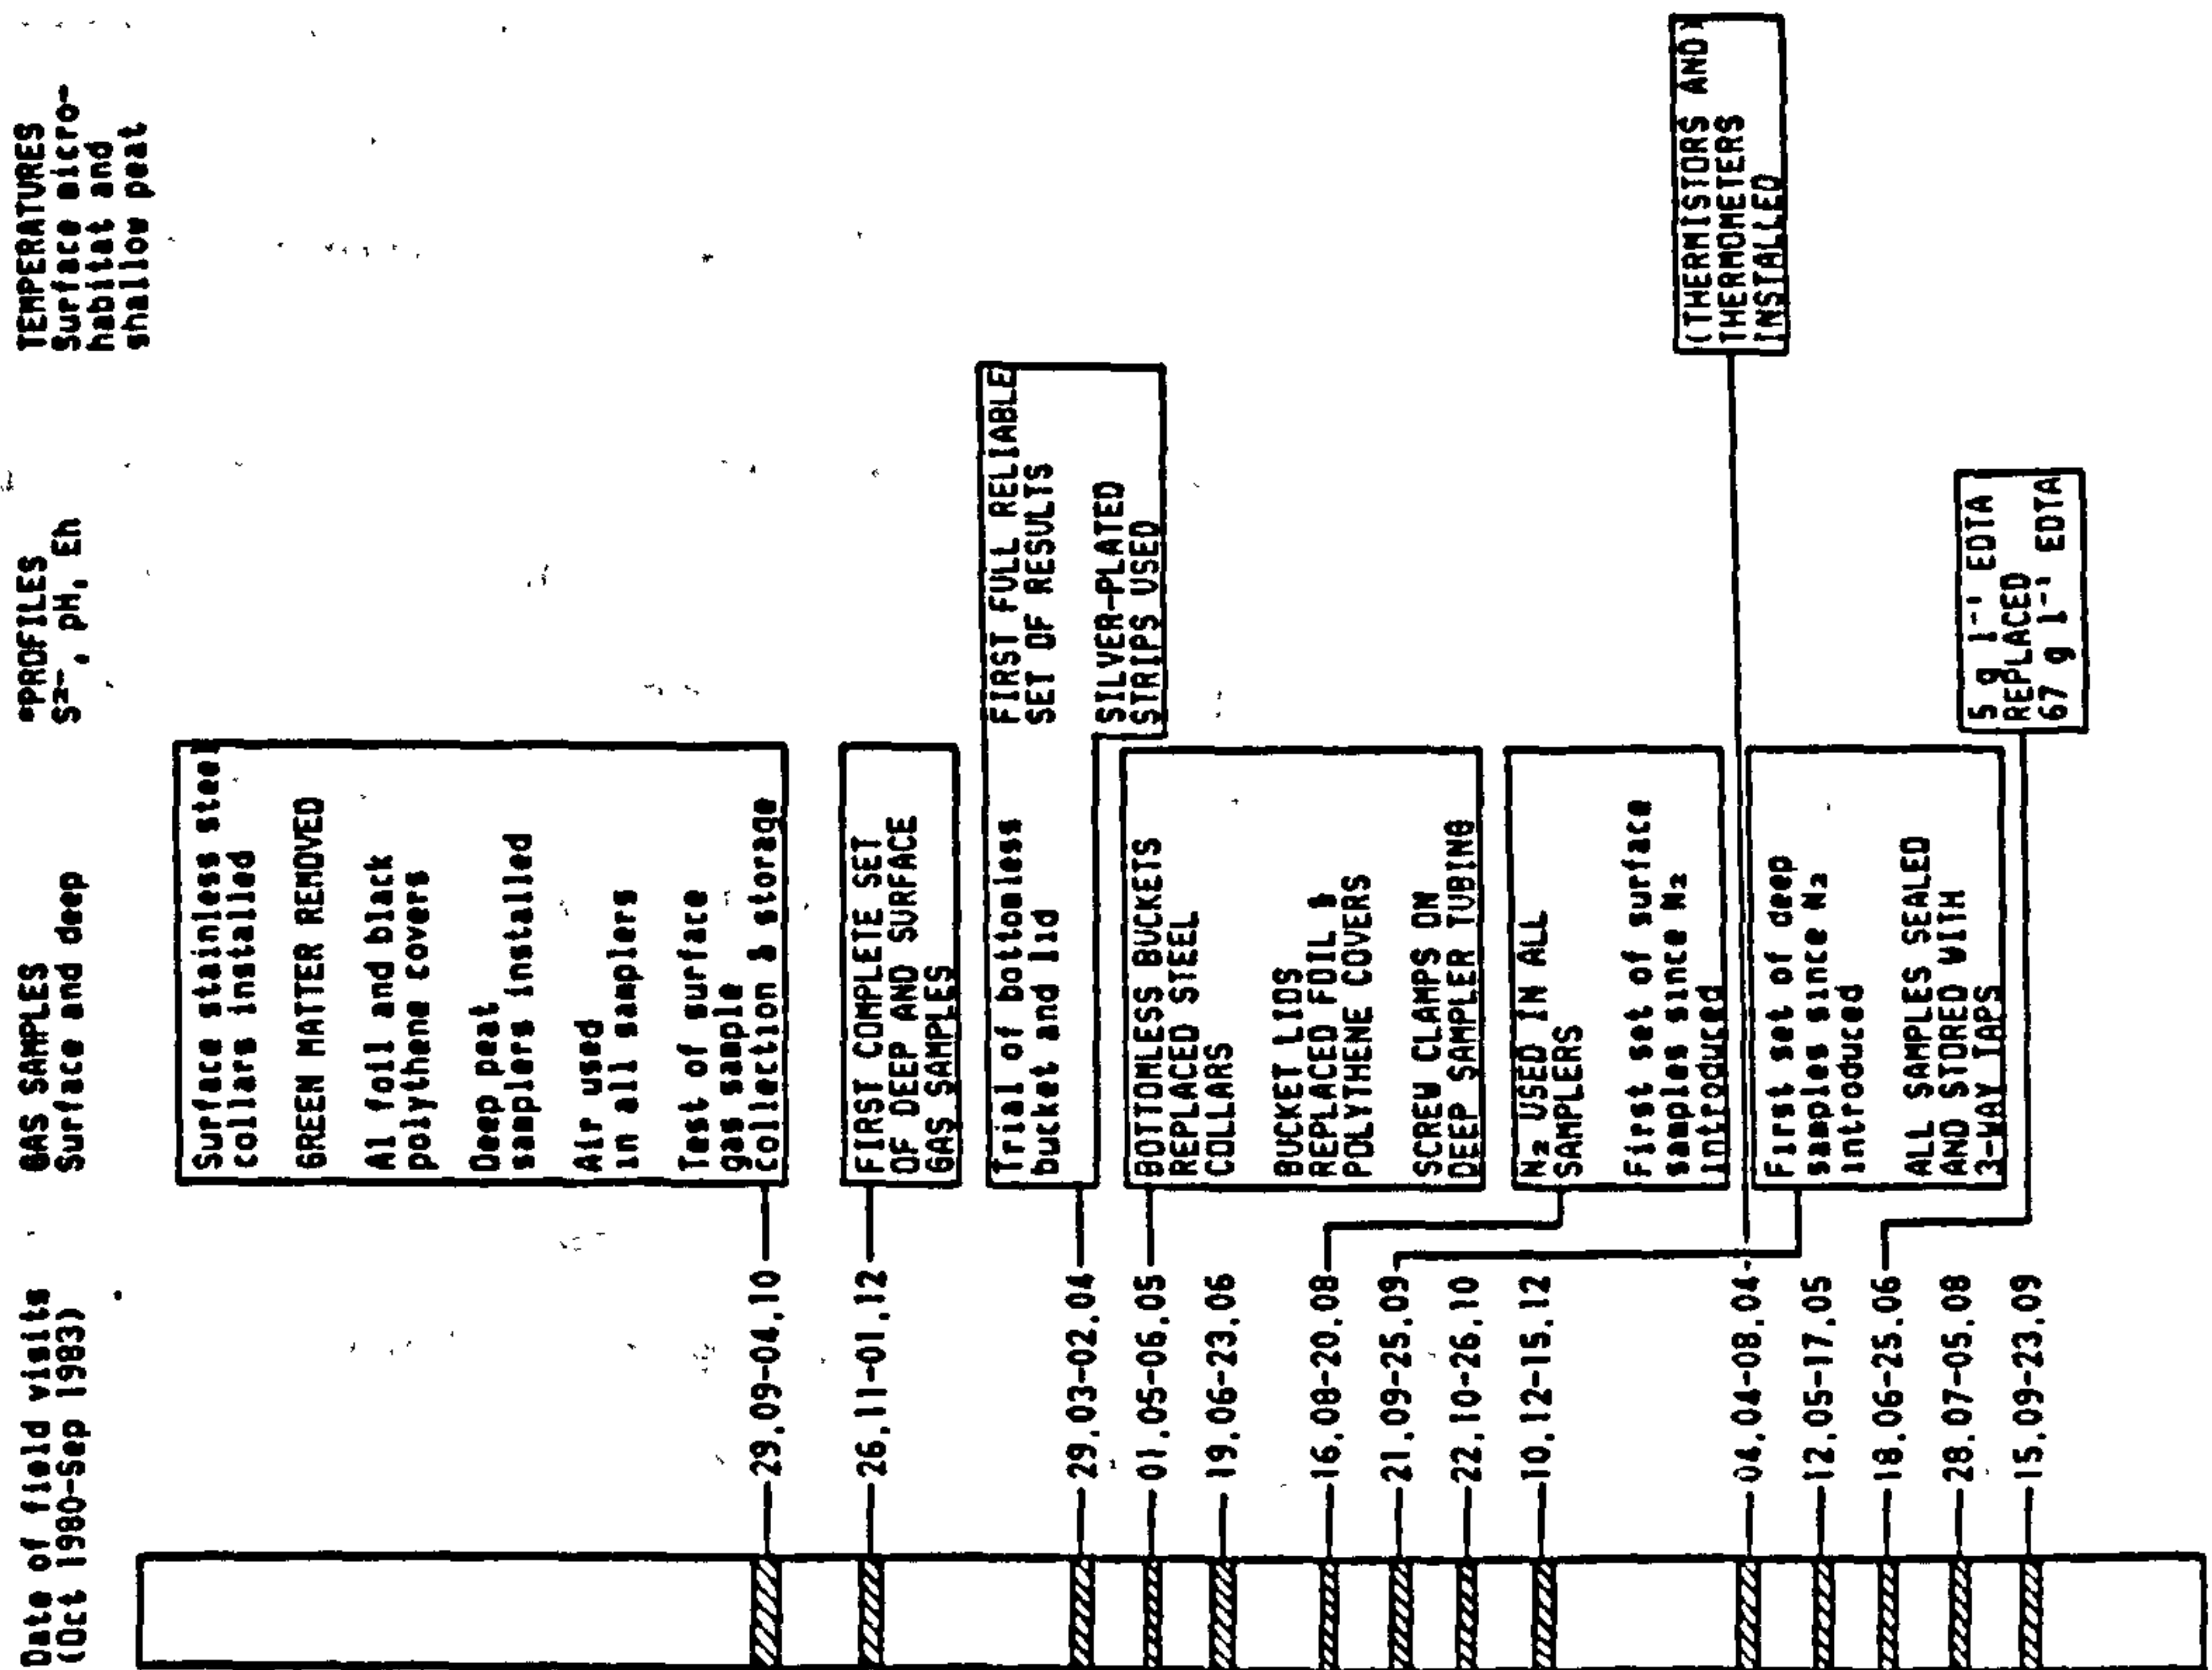 Date of field visits
(Oct 1980-Sep 1983)
GAS SAMPLES
Surface and deep
*PROFILES
S²⁻, pH, Eh
TEMPERATURES
Surface micro-
habitat and
shallow peat
29.09-04.10
Surface stainless steel
collars installed
GREEN MATTER REMOVED
Al foil and black
polythene covers
Deep peat
samplers installed
Air used
in all samplers
Test of surface
gas sample
collection & storage
26.11-01.12
FIRST COMPLETE SET
OF DEEP AND SURFACE
GAS SAMPLES
29.03-02.04
Trial of bottomless
bucket and lid
FIRST FULL RELIABLE
SET OF RESULTS
SILVER-PLATED
STRIPS USED
01.05-06.05
BOTTOMLESS BUCKETS
REPLACED STEEL
COLLARS
BUCKET LIDS
REPLACED FOIL &
POLYTHENE COVERS
SCREW CLAMPS ON
DEEP SAMPLER TUBING
19.06-23.06
16.08-20.08
N₂ USED IN ALL
SAMPLERS
First set of surface
samples since N₂
introduced
21.09-25.09
First set of deep
samples since N₂
introduced
ALL SAMPLES SEALED
AND STORED WITH
3-WAY TAPS
22.10-26.10
10.12-15.12
04.04-08.04
(THERMISTORS AND)
THERMOMETERS
INSTALLED
12.05-17.05
18.06-25.06
5 g l⁻¹ EDTA
REPLACED
67 g l⁻¹ EDTA
28.07-05.08
15.09-23.09